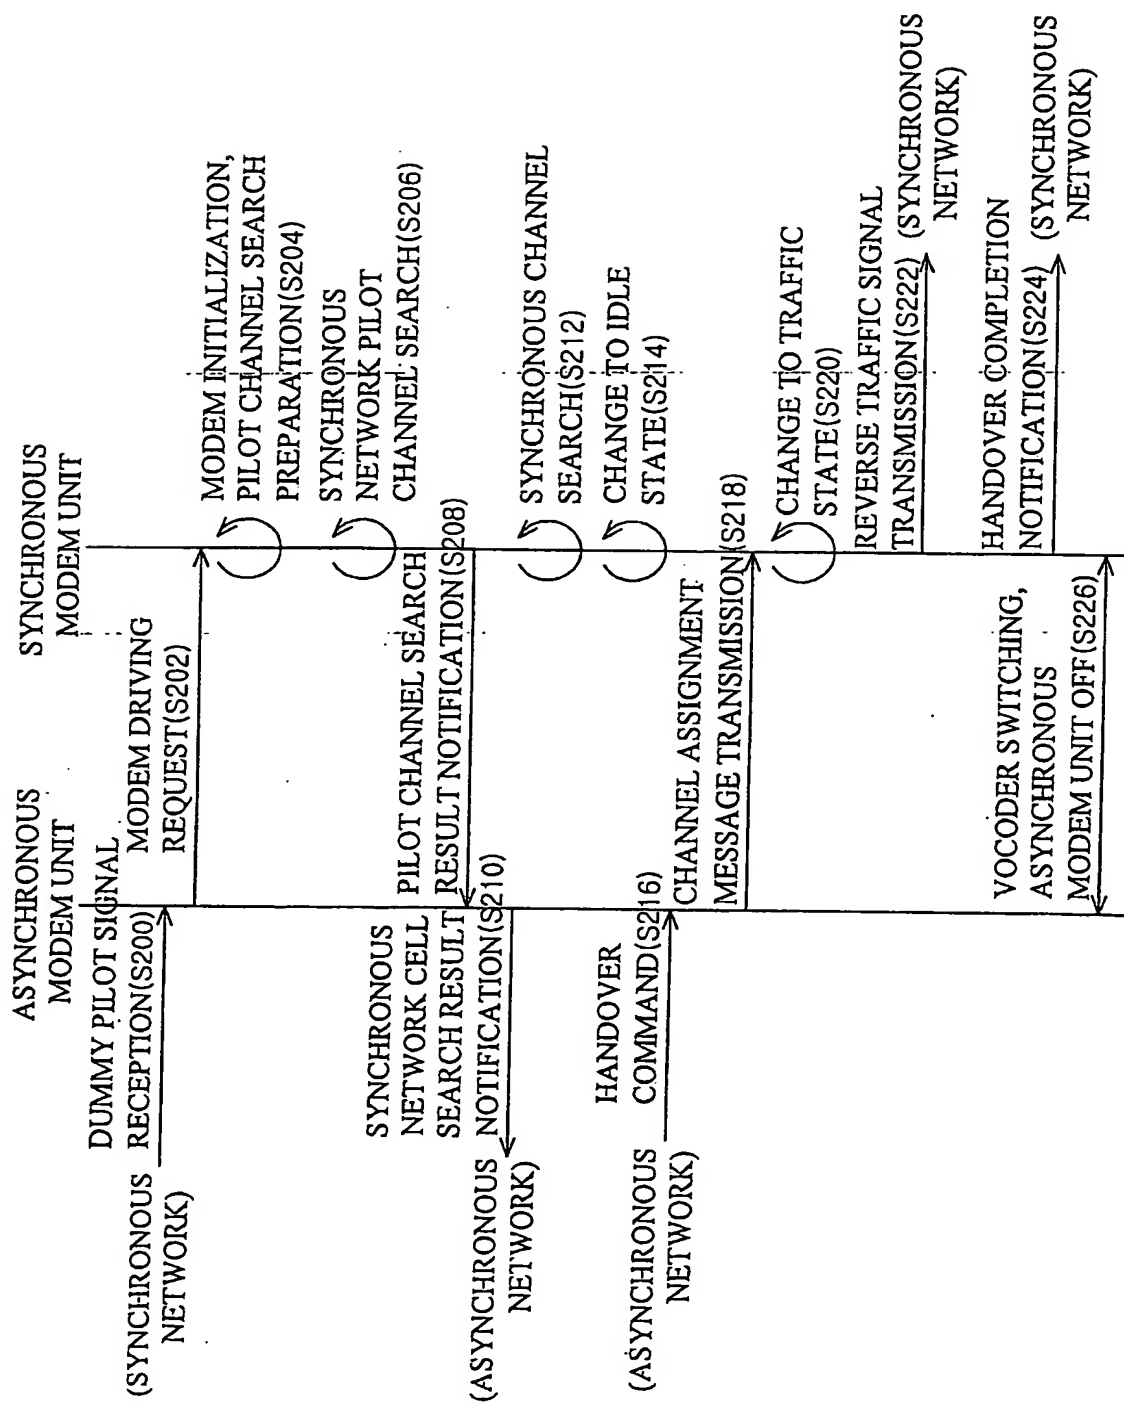 ASYNCHRONOUS
MODEM UNIT
SYNCHRONOUS
MODEM UNIT
DUMMY PILOT SIGNAL
RECEPTION(S200)
(SYNCHRONOUS
NETWORK)
MODEM DRIVING
REQUEST(S202)
MODEM INITIALIZATION,
PILOT CHANNEL SEARCH
PREPARATION(S204)
SYNCHRONOUS
NETWORK PILOT
CHANNEL SEARCH(S206)
PILOT CHANNEL SEARCH
RESULT NOTIFICATION(S208)
SYNCHRONOUS
NETWORK CELL
SEARCH RESULT
NOTIFICATION(S210)
(ASYNCHRONOUS
NETWORK)
SYNCHRONOUS CHANNEL
SEARCH(S212)
CHANGE TO IDLE
STATE(S214)
HANDOVER
COMMAND(S216)
(ASYNCHRONOUS
NETWORK)
CHANNEL ASSIGNMENT
MESSAGE TRANSMISSION(S218)
CHANGE TO TRAFFIC
STATE(S220)
REVERSE TRAFFIC SIGNAL
TRANSMISSION(S222)
(SYNCHRONOUS
NETWORK)
HANDOVER COMPLETION
NOTIFICATION(S224)
(SYNCHRONOUS
NETWORK)
VOCODER SWITCHING,
ASYNCHRONOUS
MODEM UNIT OFF(S226)